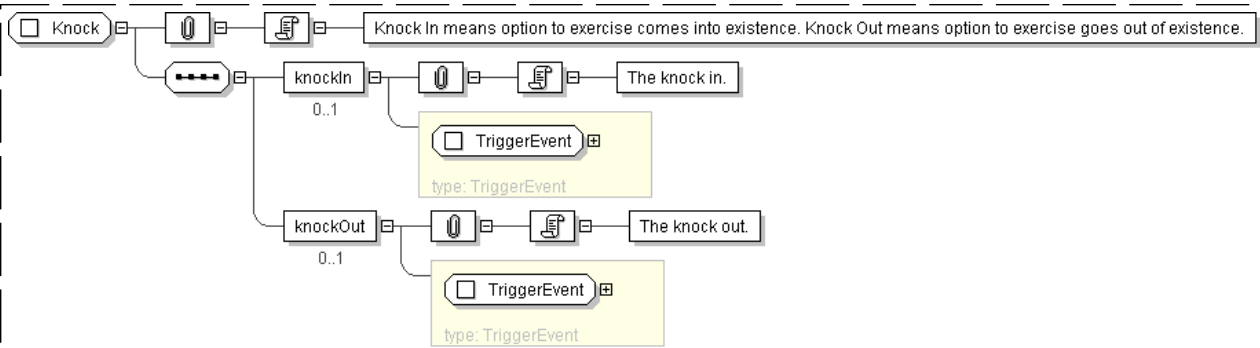 Knock
Knock In means option to exercise comes into existence. Knock Out means option to exercise goes out of existence.
knockIn
The knock in.
0..1
TriggerEvent
type: TriggerEvent
knockOut
The knock out.
0..1
TriggerEvent
type: TriggerEvent